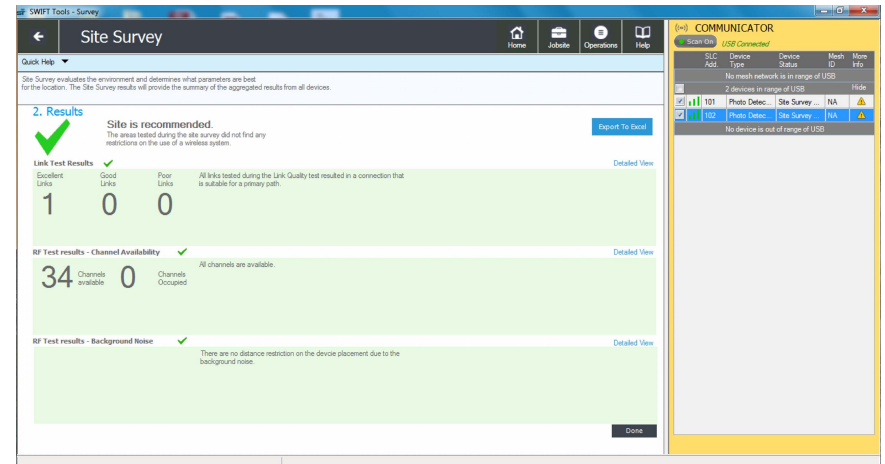 SWIFT Tools - Survey
Site Survey
Home
Jobsite
Operations
Help
Quick Help
Site Survey evaluates the environment and determines what parameters are best
for the location. The Site Survey results will provide the summary of the aggregated results from all devices.
2. Results
Site is recommended.
The areas tested during the site survey did not find any
restrictions on the use of a wireless system.
Export To Excel
Link Test Results
Detailed View
Excellent Links
Good Links
Poor Links
1
0
0
All links tested during the Link Quality test resulted in a connection that
is suitable for a primary path.
RF Test results - Channel Availability
Detailed View
34 Channels available
0 Channels Occupied
All channels are available.
RF Test results - Background Noise
Detailed View
There are no distance restriction on the devcie placement due to the
background noise.
Done
COMMUNICATOR
Scan On
USB Connected
SLC Add.
Device Type
Device Status
Mesh ID
More Info
No mesh network is in range of USB
2 devices in range of USB
Hide
101 Photo Detec... Site Survey ... NA
102 Photo Detec... Site Survey ... NA
No device is out of range of USB